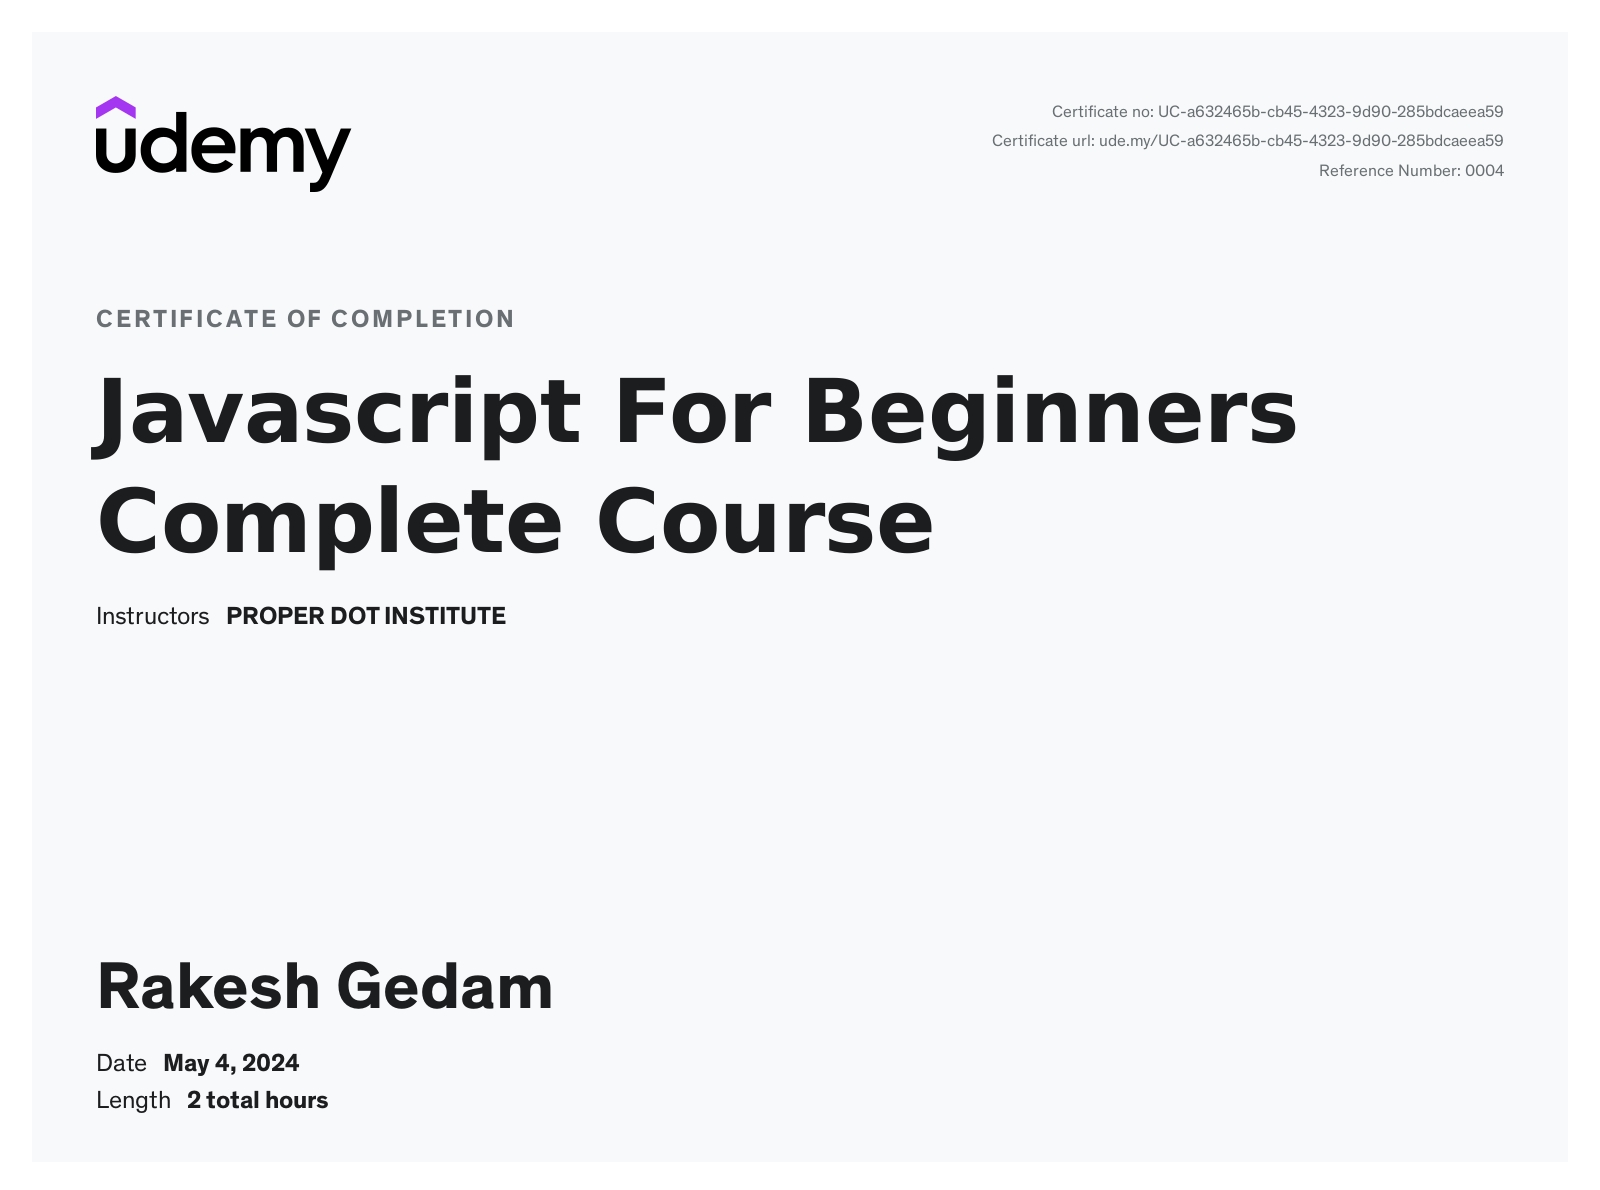 udemy
Certificate no: UC-a632465b-cb45-4323-9d90-285bdcaeea59
Certificate url: ude.my/UC-a632465b-cb45-4323-9d90-285bdcaeea59
Reference Number: 0004
CERTIFICATE OF COMPLETION
Javascript For Beginners
Complete Course
Instructors PROPER DOT INSTITUTE
Rakesh Gedam
Date May 4, 2024
Length 2 total hours